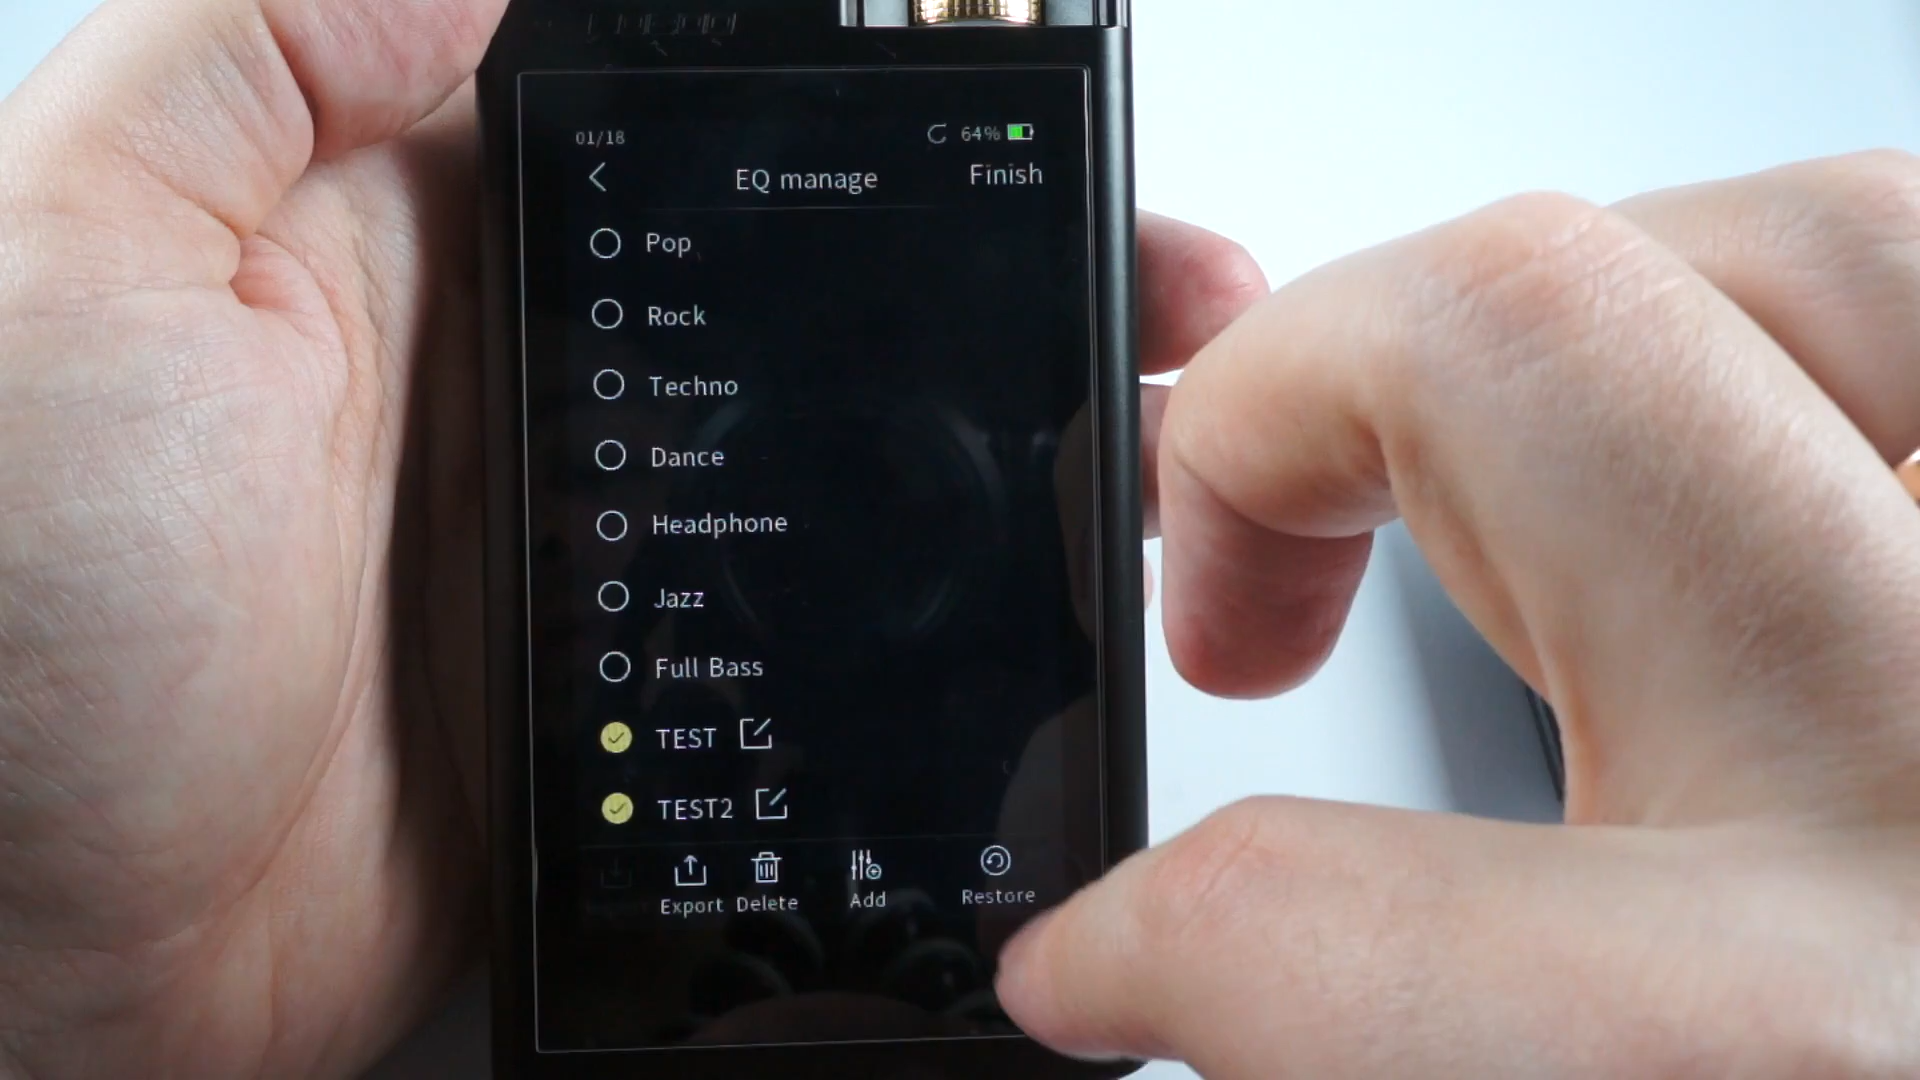 01/18
64%
EQ manage
Finish
Pop
Rock
Techno
Dance
Headphone
Jazz
Full Bass
TEST
TEST2
Export
Delete
Add
Restore